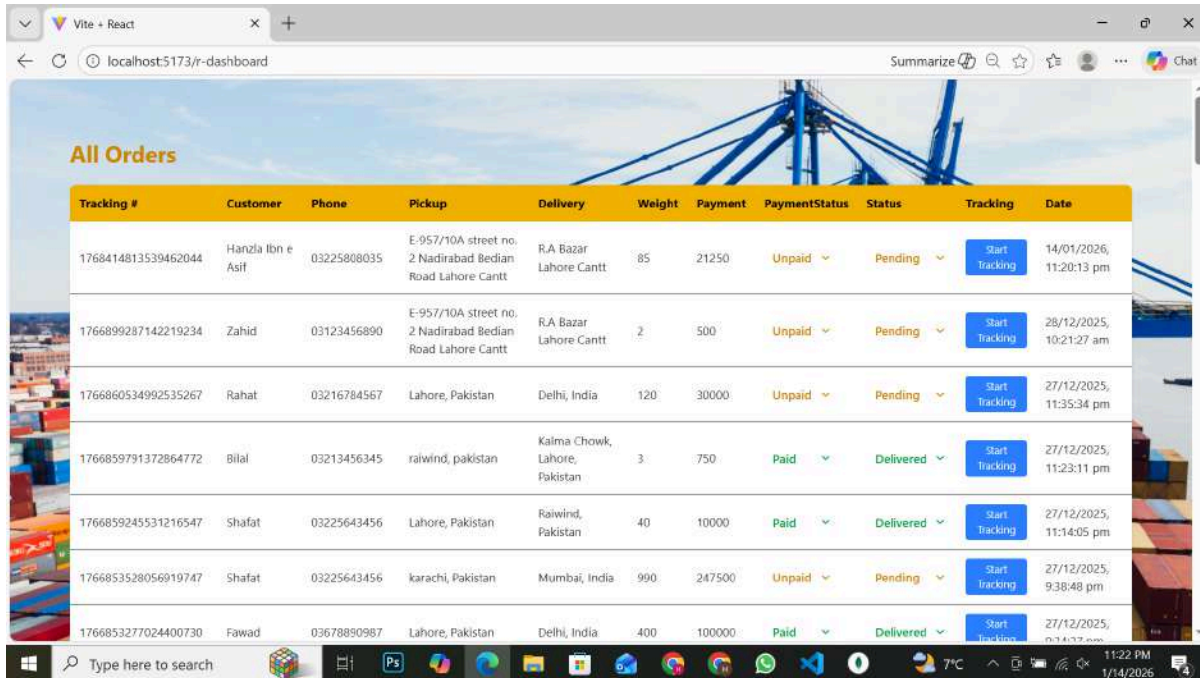 Vite + React
localhost:5173/r-dashboard
Summarize
Chat
All Orders
Tracking # Customer Phone Pickup Delivery Weight Payment PaymentStatus Status Tracking Date
1768414813539462044 Hanzla Ibn e Asif 03225808035 E-957/10A street no. 2 Nadirabad Bedian Road Lahore Cantt R.A Bazar Lahore Cantt 85 21250 Unpaid Pending Start Tracking 14/01/2026, 11:20:13 pm
1766899287142219234 Zahid 03123456890 E-957/10A street no. 2 Nadirabad Bedian Road Lahore Cantt R.A Bazar Lahore Cantt 2 500 Unpaid Pending Start Tracking 28/12/2025, 10:21:27 am
1766860534992535267 Rahat 03216784567 Lahore, Pakistan Delhi, India 120 30000 Unpaid Pending Start Tracking 27/12/2025, 11:35:34 pm
1766859791372864772 Bilal 03213456345 raiwind, pakistan Kalma Chowk, Lahore, Pakistan 3 750 Paid Delivered Start Tracking 27/12/2025, 11:23:11 pm
1766859245531216547 Shafat 03225643456 Lahore, Pakistan Raiwind, Pakistan 40 10000 Paid Delivered Start Tracking 27/12/2025, 11:14:05 pm
1766853528056919747 Shafat 03225643456 karachi, Pakistan Mumbai, India 990 247500 Unpaid Pending Start Tracking 27/12/2025, 9:38:48 pm
1766853277024400730 Fawad 03678890987 Lahore, Pakistan Delhi, India 400 100000 Paid Delivered Start Tracking 27/12/2025,
Type here to search
Ps
7°C
11:22 PM
1/14/2026
4